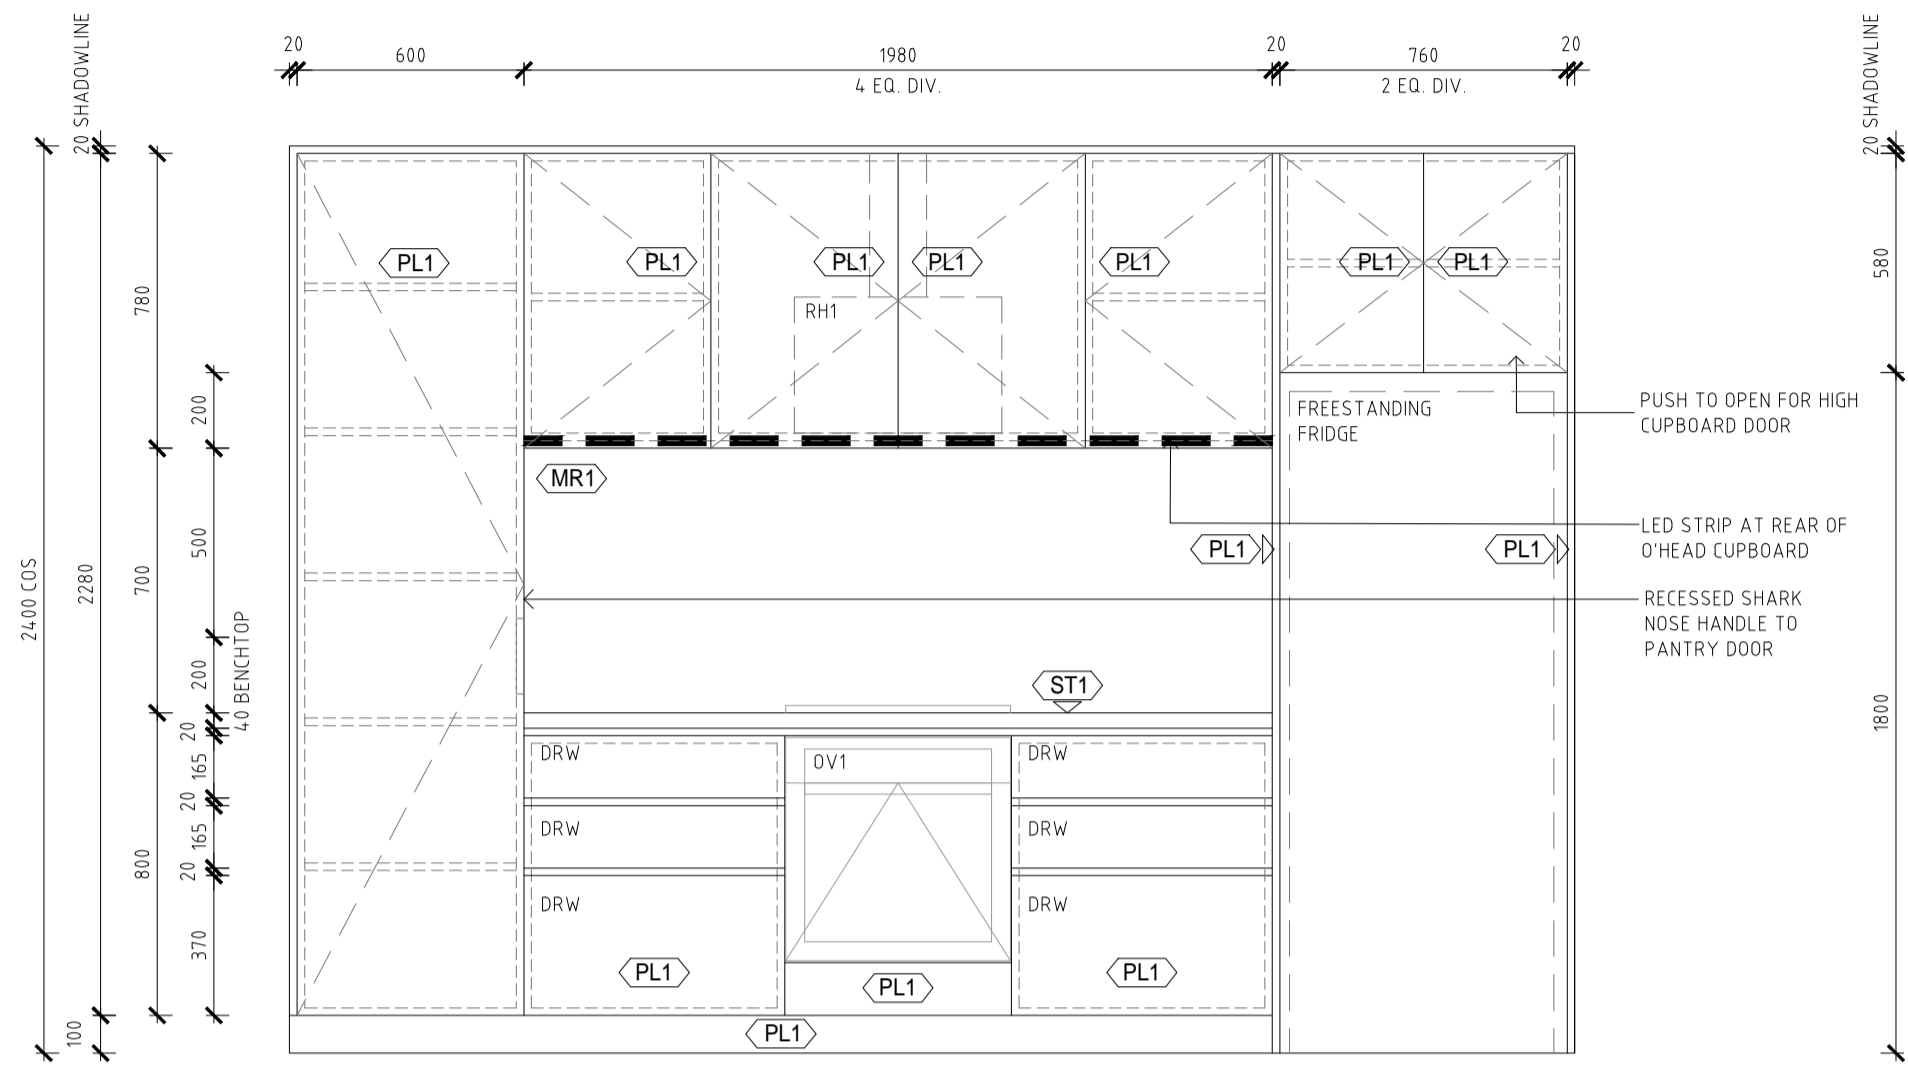 20 SHADOWLINE
20
600
1980
4 EQ. DIV.
20
760
2 EQ. DIV.
20
20 SHADOWLINE
2400 COS
2280
100
780
700
800
200
500
200
40 BENCHTOP
20
165
20
165
20
370
580
1800
PL1
PL1
PL1
PL1
PL1
PL1
PL1
RH1
MR1
FREESTANDING
FRIDGE
PUSH TO OPEN FOR HIGH
CUPBOARD DOOR
LED STRIP AT REAR OF
O'HEAD CUPBOARD
PL1
PL1
RECESSED SHARK
NOSE HANDLE TO
PANTRY DOOR
ST1
DRW
OV1
DRW
DRW
DRW
DRW
DRW
PL1
PL1
PL1
PL1